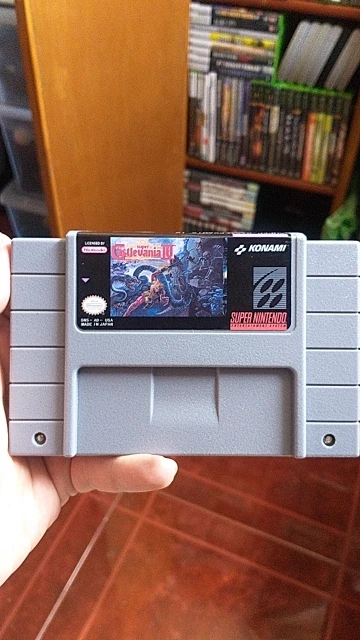 LICENSED BY
Nintendo
Super
Castlevania IV
KONAMI
SNS - AD - USA
MADE IN JAPAN
SUPER NINTENDO
ENTERTAINMENT SYSTEM